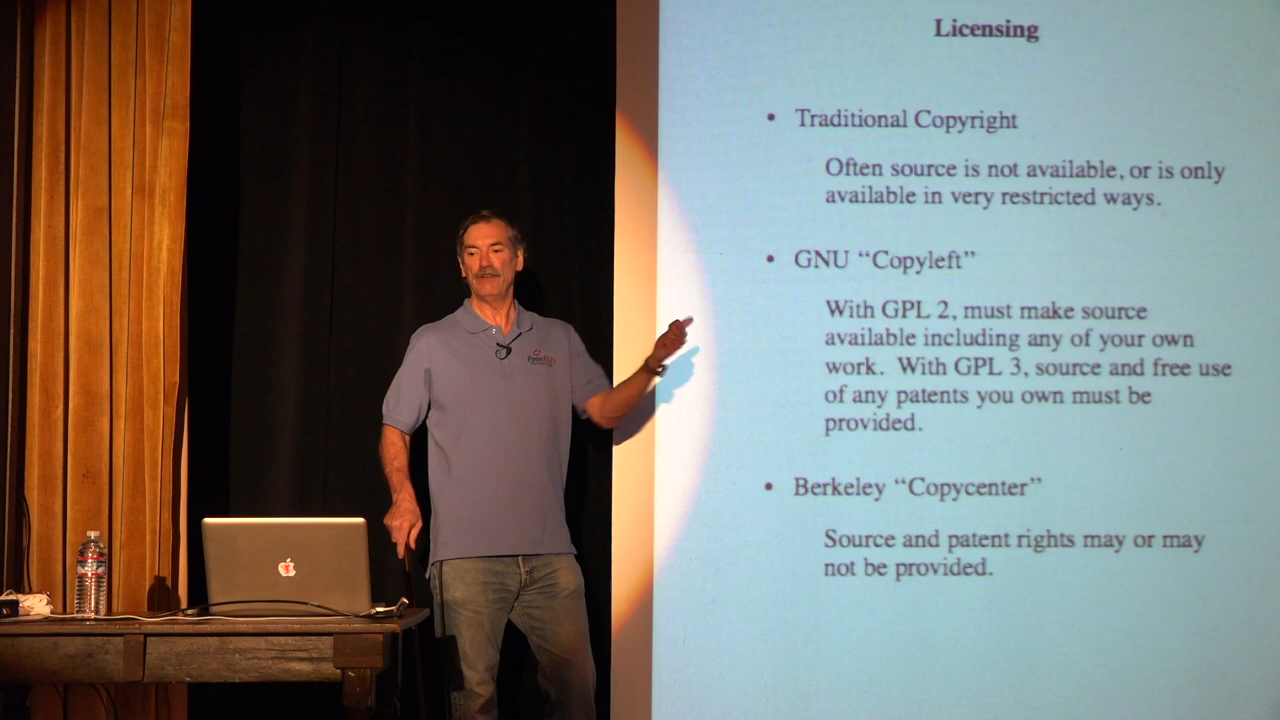 Licensing
• Traditional Copyright
Often source is not available, or is only
available in very restricted ways.
• GNU “Copyleft”
With GPL 2, must make source
available including any of your own
work. With GPL 3, source and free use
of any patents you own must be
provided.
• Berkeley “Copycenter”
Source and patent rights may or may
not be provided.